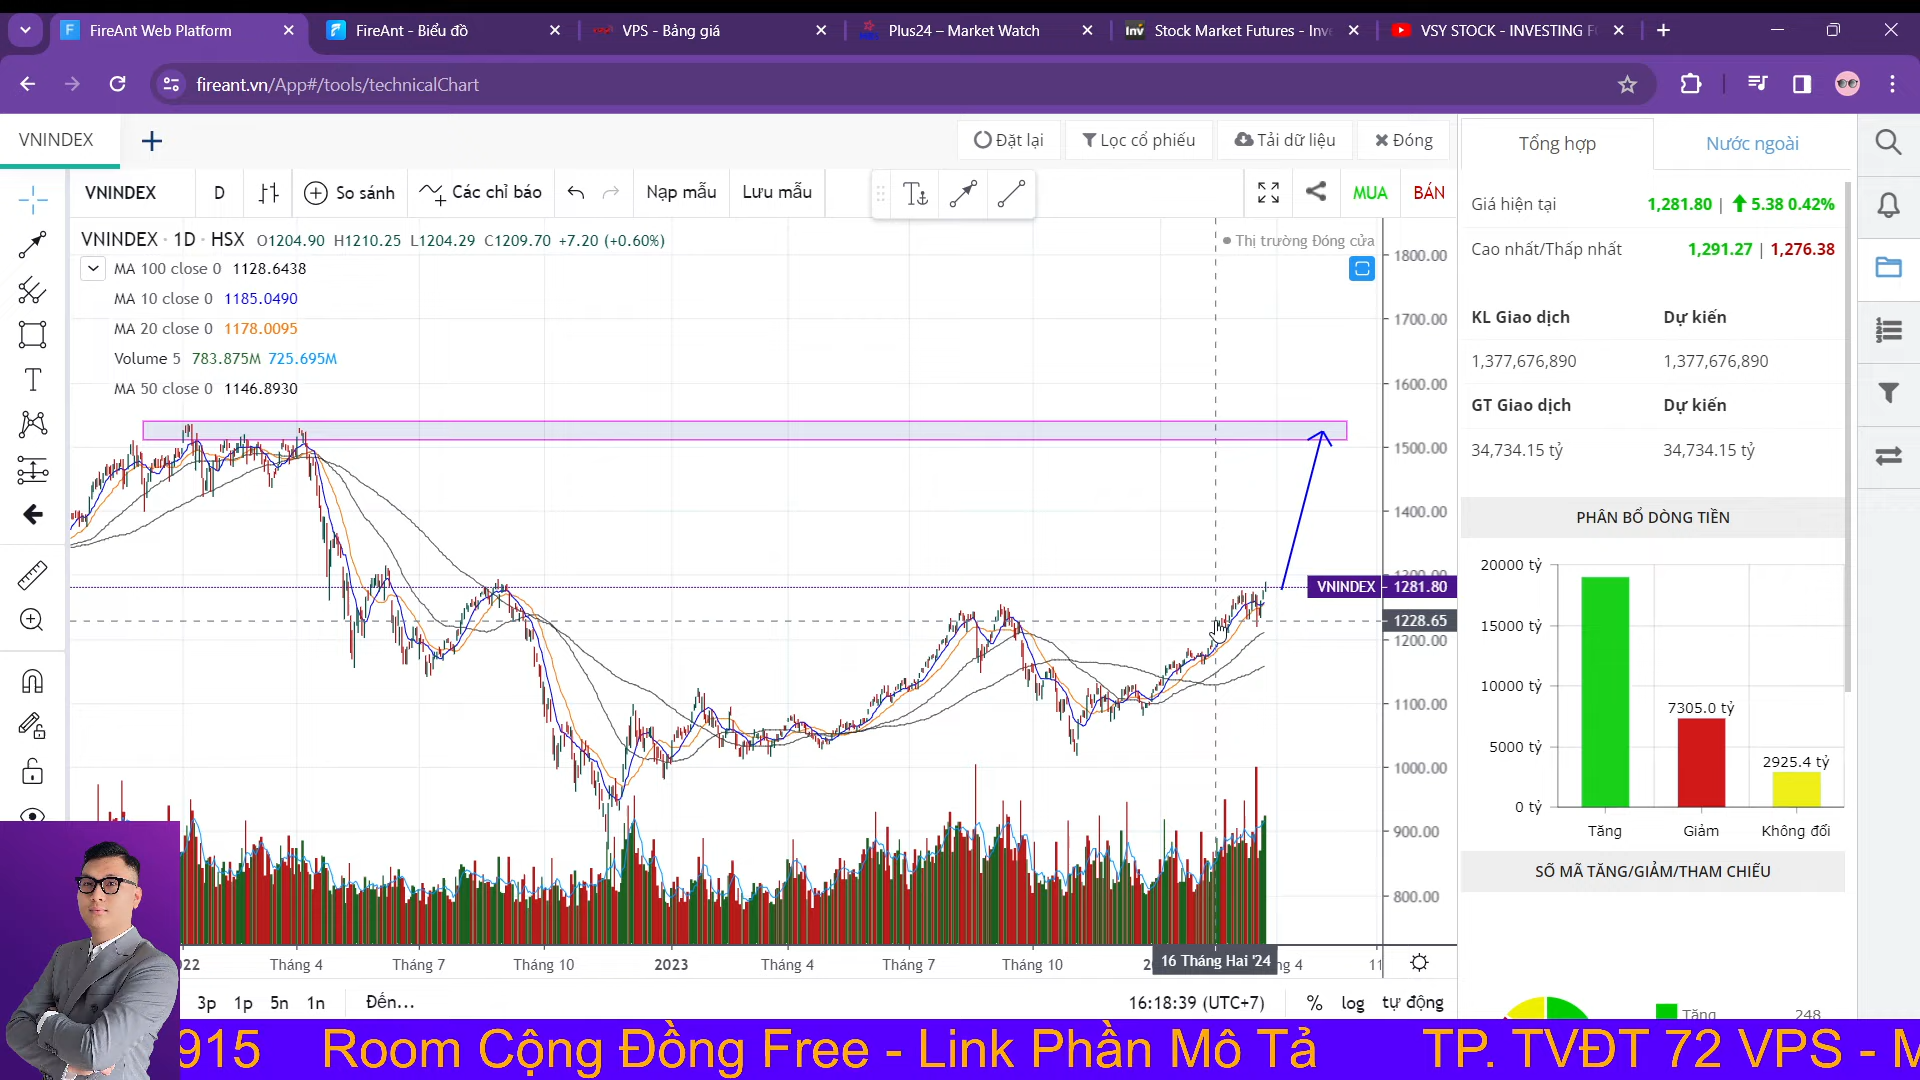 FireAnt Web Platform
FireAnt - Biểu đồ
VPS - Bảng giá
Plus24 – Market Watch
Stock Market Futures - Inve
VSY STOCK - INVESTING F
fireant.vn/App#/tools/technicalChart
VNINDEX
Đặt lại
Lọc cổ phiếu
Tải dữ liệu
Đóng
Tổng hợp
Nước ngoài
VNINDEX
D
So sánh
Các chỉ báo
Nạp mẫu
Lưu mẫu
MUA
BÁN
Giá hiện tại
1,281.80 | 5.38 0.42%
VNINDEX · 1D · HSX O1204.90 H1210.25 L1204.29 C1209.70 +7.20 (+0.60%)
Thị trường Đóng cửa
Cao nhất/Thấp nhất
1,291.27 | 1,276.38
MA 100 close 0 1128.6438
MA 10 close 0 1185.0490
MA 20 close 0 1178.0095
Volume 5 783.875M 725.695M
MA 50 close 0 1146.8930
KL Giao dịch
Dự kiến
1,377,676,890
1,377,676,890
GT Giao dịch
Dự kiến
34,734.15 tỷ
34,734.15 tỷ
1800.00
1700.00
1600.00
1500.00
1400.00
VNINDEX
1281.80
1228.65
1200.00
1100.00
1000.00
900.00
800.00
PHÂN BỔ DÒNG TIỀN
20000 tỷ
15000 tỷ
10000 tỷ
5000 tỷ
0 tỷ
7305.0 tỷ
2925.4 tỷ
Tăng
Giảm
Không đổi
SỐ MÃ TĂNG/GIẢM/THAM CHIẾU
Tăng
248
Tháng 4
Tháng 7
Tháng 10
2023
Tháng 4
Tháng 7
Tháng 10
16 Tháng Hai '24
ng 4
3p
1p
5n
1n
Đến...
16:18:39 (UTC+7)
%
log
tự động
915 Room Cộng Đồng Free - Link Phần Mô Tả TP. TVĐT 72 VPS - M